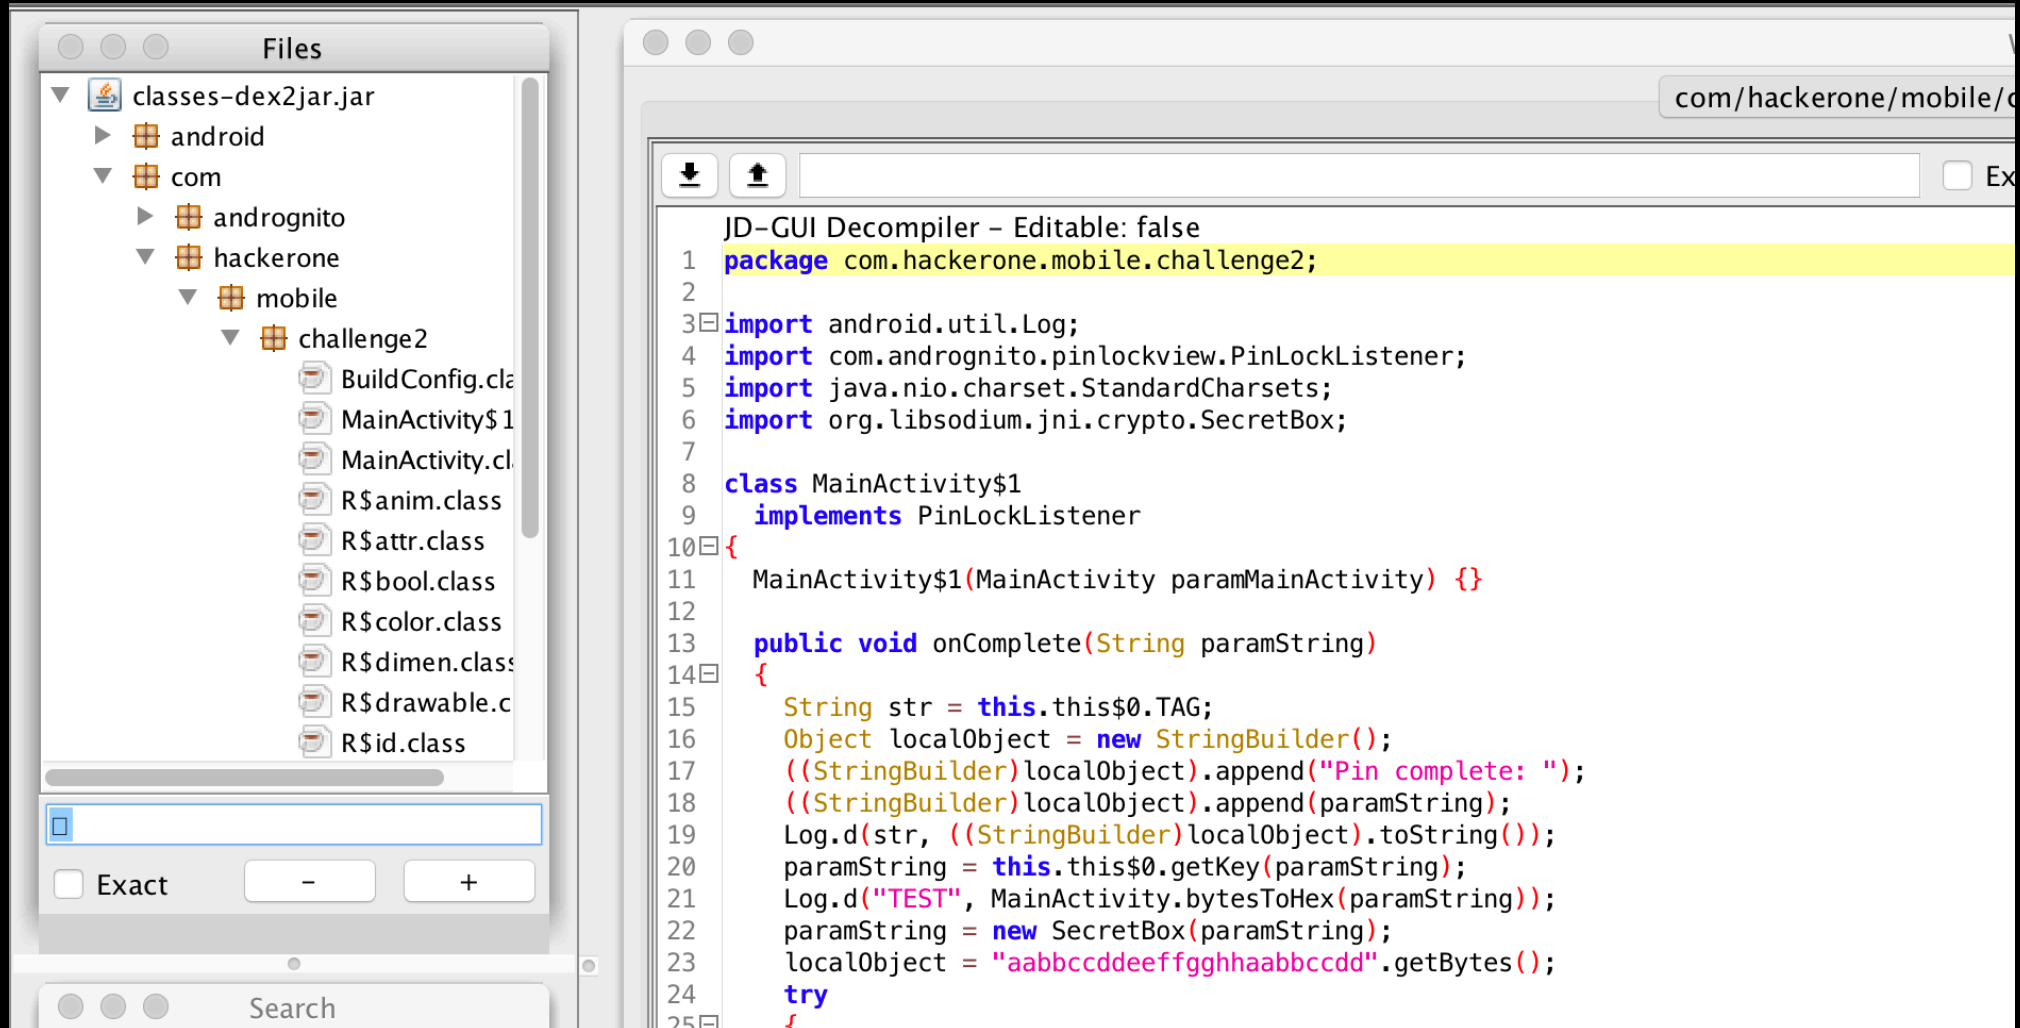 Files
classes-dex2jar.jar
android
com
andrognito
hackerone
mobile
challenge2
BuildConfig.cla
MainActivity$1
MainActivity.cl
R$anim.class
R$attr.class
R$bool.class
R$color.class
R$dimen.class
R$drawable.c
R$id.class
Exact
-
+
Search
com/hackerone/mobile/c
Ex
JD-GUI Decompiler - Editable: false
1 package com.hackerone.mobile.challenge2;
2
3 import android.util.Log;
4 import com.andrognito.pinlockview.PinLockListener;
5 import java.nio.charset.StandardCharsets;
6 import org.libsodium.jni.crypto.SecretBox;
7
8 class MainActivity$1
9 implements PinLockListener
10 {
11 MainActivity$1(MainActivity paramMainActivity) {}
12
13 public void onComplete(String paramString)
14 {
15 String str = this.this$0.TAG;
16 Object localObject = new StringBuilder();
17 ((StringBuilder)localObject).append("Pin complete: ");
18 ((StringBuilder)localObject).append(paramString);
19 Log.d(str, ((StringBuilder)localObject).toString());
20 paramString = this.this$0.getKey(paramString);
21 Log.d("TEST", MainActivity.bytesToHex(paramString));
22 paramString = new SecretBox(paramString);
23 localObject = "aabbccddeeffgghhaabbccdd".getBytes();
24 try
25 {